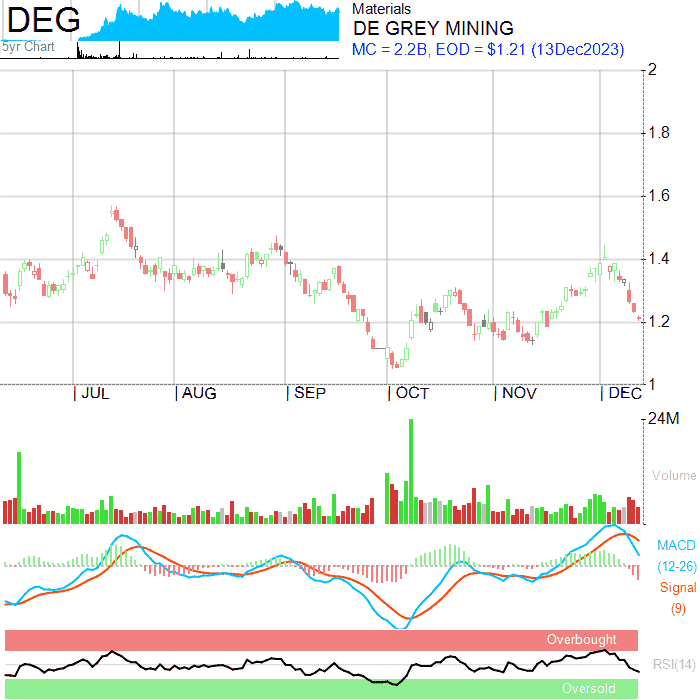 DEG
5yr Chart
Materials
DE GREY MINING
MC = 2.2B, EOD = $1.21 (13Dec2023)
2
1.8
1.6
1.4
1.2
1
JUL AUG SEP OCT NOV DEC
24M
Volume
MACD
(12-26)
Signal
(9)
Overbought
RSI(14)
Oversold